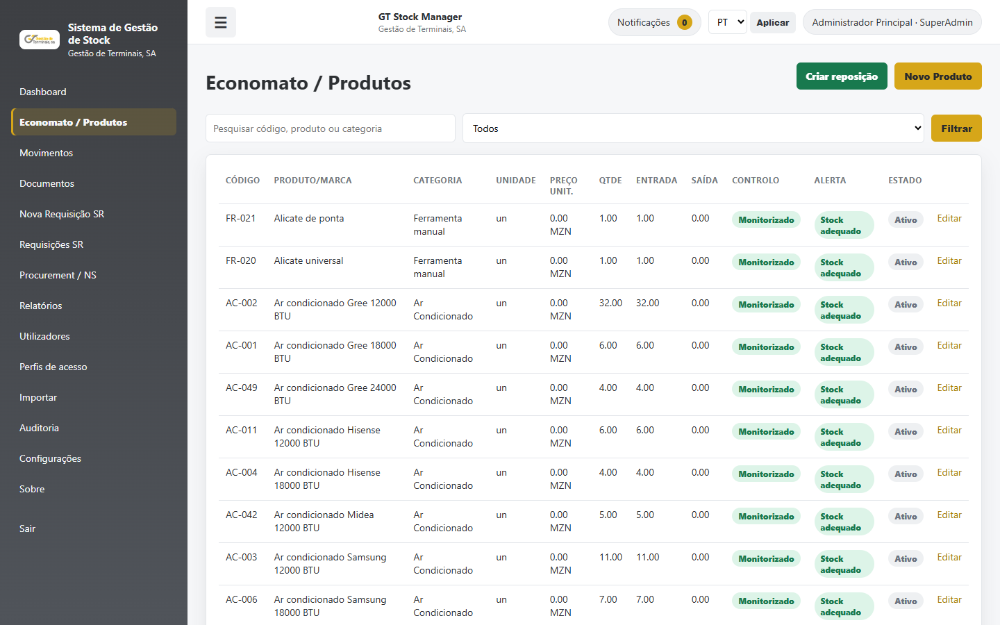 Sistema de Gestão
de Stock
Gestão de Terminais, SA
Dashboard
Economato / Produtos
Movimentos
Documentos
Nova Requisição SR
Requisições SR
Procurement / NS
Relatórios
Utilizadores
Perfis de acesso
Importar
Auditoria
Configurações
Sobre
Sair
☰
GT Stock Manager
Gestão de Terminais, SA
Notificações 0
PT
Aplicar
Administrador Principal · SuperAdmin
Economato / Produtos
Criar reposição
Novo Produto
Pesquisar código, produto ou categoria
Todos
Filtrar
CÓDIGO PRODUTO/MARCA CATEGORIA UNIDADE PREÇO UNIT. QTDE ENTRADA SAÍDA CONTROLO ALERTA ESTADO
FR-021 Alicate de ponta Ferramenta manual un 0.00 MZN 1.00 1.00 0.00 Monitorizado Stock adequado Ativo Editar
FR-020 Alicate universal Ferramenta manual un 0.00 MZN 1.00 1.00 0.00 Monitorizado Stock adequado Ativo Editar
AC-002 Ar condicionado Gree 12000 BTU Ar Condicionado un 0.00 MZN 32.00 32.00 0.00 Monitorizado Stock adequado Ativo Editar
AC-001 Ar condicionado Gree 18000 BTU Ar Condicionado un 0.00 MZN 6.00 6.00 0.00 Monitorizado Stock adequado Ativo Editar
AC-049 Ar condicionado Gree 24000 BTU Ar Condicionado un 0.00 MZN 4.00 4.00 0.00 Monitorizado Stock adequado Ativo Editar
AC-011 Ar condicionado Hisense 12000 BTU Ar Condicionado un 0.00 MZN 6.00 6.00 0.00 Monitorizado Stock adequado Ativo Editar
AC-004 Ar condicionado Hisense 18000 BTU Ar Condicionado un 0.00 MZN 4.00 4.00 0.00 Monitorizado Stock adequado Ativo Editar
AC-042 Ar condicionado Midea 12000 BTU Ar Condicionado un 0.00 MZN 5.00 5.00 0.00 Monitorizado Stock adequado Ativo Editar
AC-003 Ar condicionado Samsung 12000 BTU Ar Condicionado un 0.00 MZN 11.00 11.00 0.00 Monitorizado Stock adequado Ativo Editar
AC-006 Ar condicionado Samsung 18000 BTU Ar Condicionado un 0.00 MZN 7.00 7.00 0.00 Monitorizado Stock adequado Ativo Editar